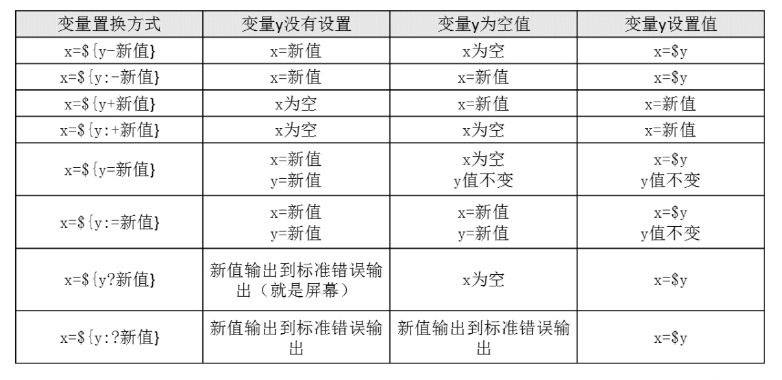 变量置换方式 变量y没有设置 变量y为空值 变量y设置值
x=${y-新值} x=新值 x为空 x=$y
x=${y:-新值} x=新值 x=新值 x=$y
x=${y+新值} x为空 x=新值 x=新值
x=${y:+新值} x为空 x为空 x=新值
x=${y=新值} x=新值 x为空 x=$y
y=新值 y值不变 y值不变
x=${y:=新值} x=新值 x=新值 x=$y
y=新值 y=新值 y值不变
x=${y?新值} 新值输出到标准错误输 x为空 x=$y
出（就是屏幕）
x=${y:?新值} 新值输出到标准错误输 新值输出到标准错误输 x=$y
出 出